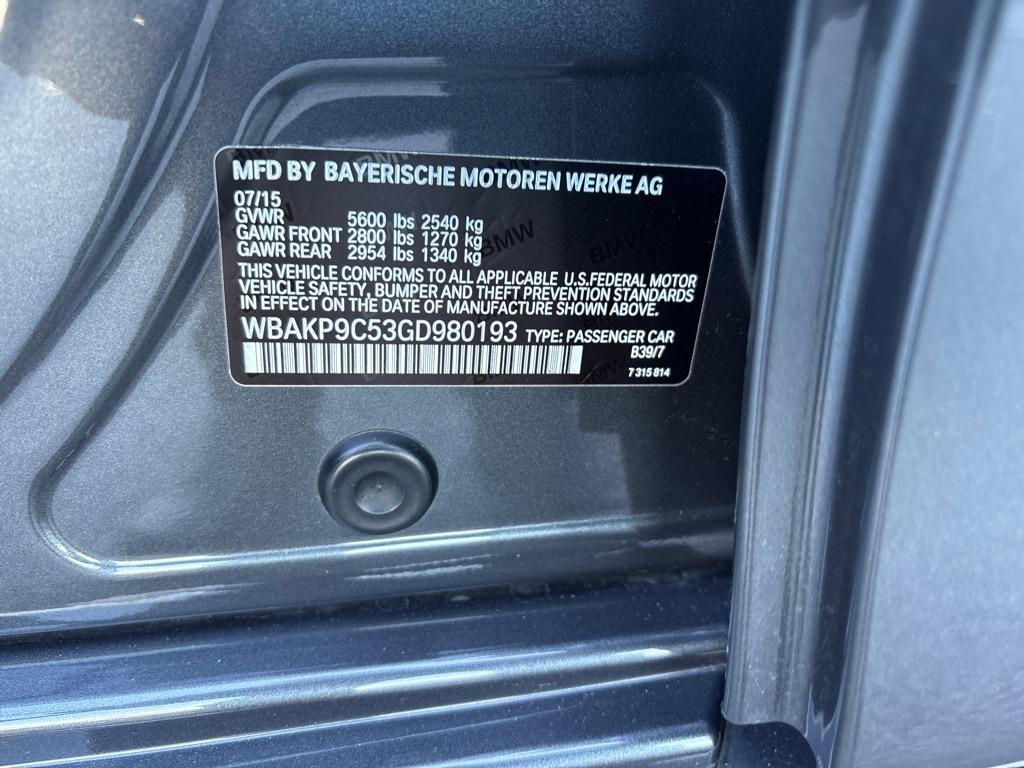 MFD BY BAYERISCHE MOTOREN WERKE AG
07/15
GVWR 5600 lbs 2540 kg
GAWR FRONT 2800 lbs 1270 kg
GAWR REAR 2954 lbs 1340 kg
THIS VEHICLE CONFORMS TO ALL APPLICABLE U.S.FEDERAL MOTOR
VEHICLE SAFETY, BUMPER AND THEFT PREVENTION STANDARDS
IN EFFECT ON THE DATE OF MANUFACTURE SHOWN ABOVE.
WBAKP9C53GD980193 TYPE: PASSENGER CAR
B39/7
7 315 814